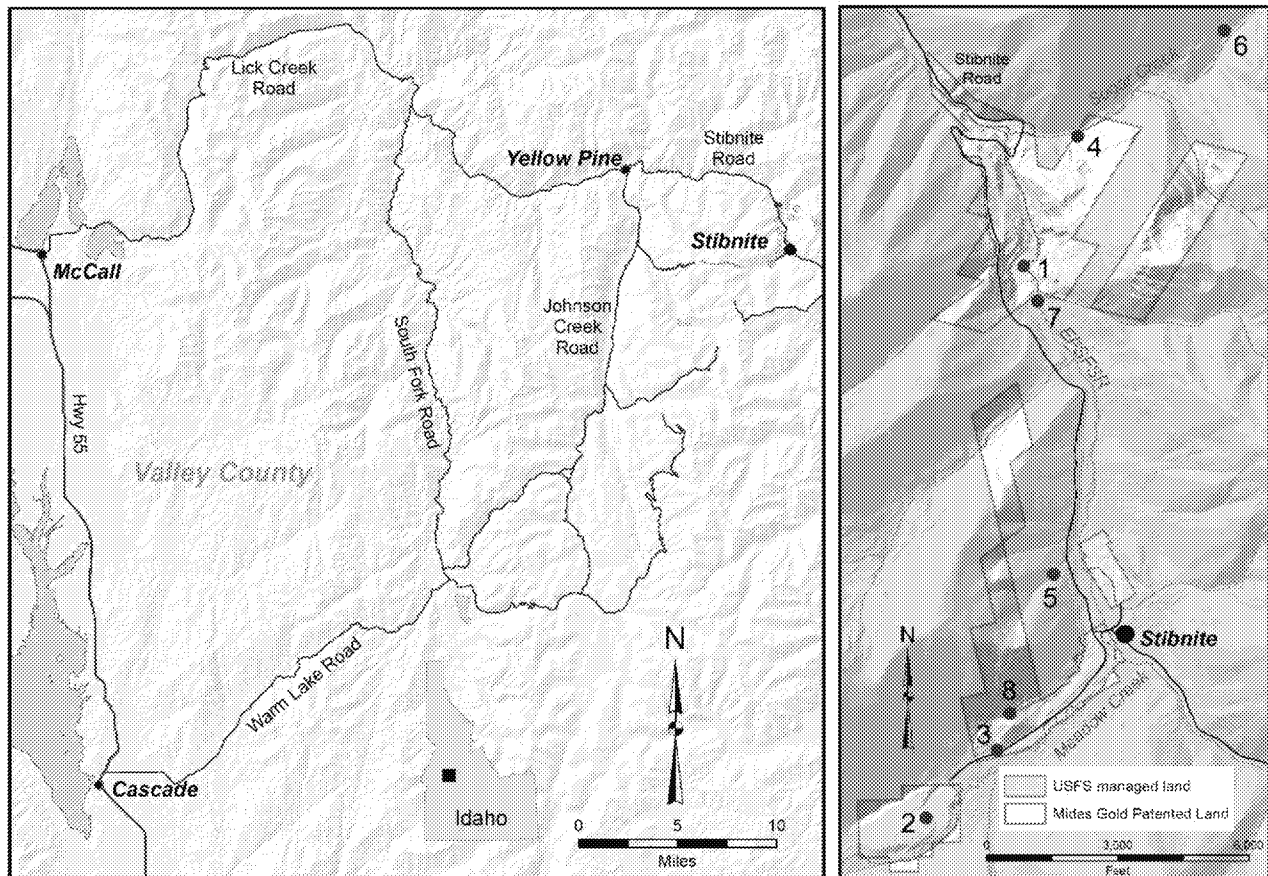 Lick Creek
Road
Yellow Pine
Stibnite
Road
Stibnite
McCall
Johnson
Creek
Road
South Fork Road
Hwy 55
Valley County
Warm Lake Road
N
Cascade
Idaho
0 5 10
Miles
6
Stibnite
Road
4
1
7
EFSFSR
5
N
Stibnite
8
Meadow Creek
3
USFS managed land
Midas Gold Patented Land
2
0 3,000 6,000
Feet